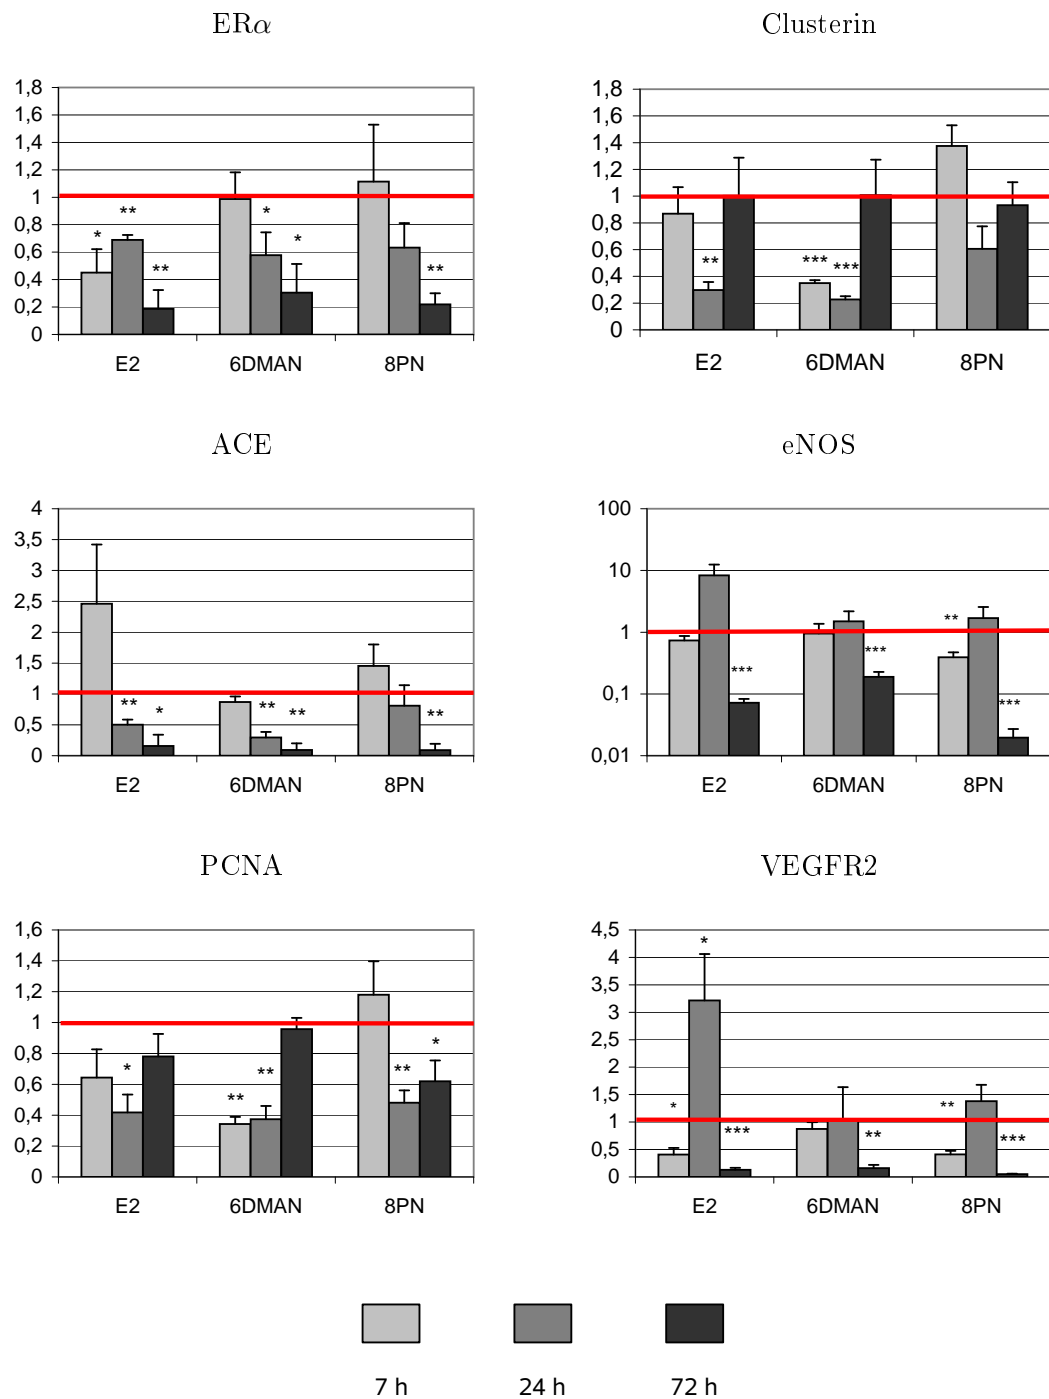 ERα
1,8
1,6
1,4
1,2
1
0,8
0,6
0,4
0,2
0
* ** ** * * **
E2 6DMAN 8PN
Clusterin
1,8
1,6
1,4
1,2
1
0,8
0,6
0,4
0,2
0
** *** ***
E2 6DMAN 8PN
ACE
4
3,5
3
2,5
2
1,5
1
0,5
0
** * ** ** **
E2 6DMAN 8PN
eNOS
100
10
1
0,1
0,01
*** *** ** ***
E2 6DMAN 8PN
PCNA
1,6
1,4
1,2
1
0,8
0,6
0,4
0,2
0
* ** ** ** *
E2 6DMAN 8PN
VEGFR2
4,5
4
3,5
3
2,5
2
1,5
1
0,5
0
* * *** ** ** ***
E2 6DMAN 8PN
7 h 24 h 72 h